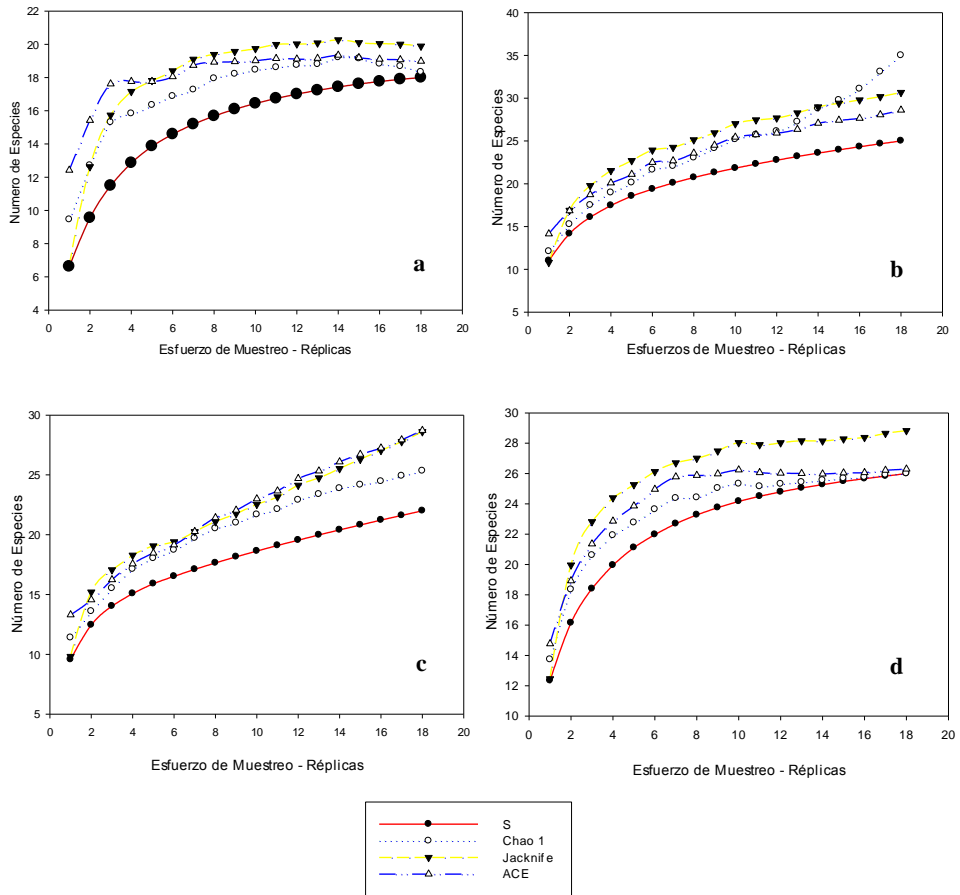 22
20
18
16
14
12
10
8
6
4
Numero de Especies
0 2 4 6 8 10 12 14 16 18 20
Esfuerzo de Muestreo - Réplicas
a
40
35
30
25
20
15
10
5
Número de Especies
0 2 4 6 8 10 12 14 16 18 20
Esfuerzos de Muestreo - Réplicas
b
30
25
20
15
10
5
Número de Especies
0 2 4 6 8 10 12 14 16 18 20
Esfuerzo de Muestreo - Réplicas
c
30
28
26
24
22
20
18
16
14
12
10
Número de Especies
0 2 4 6 8 10 12 14 16 18 20
Esfuerzo de Muestreo - Réplicas
d
S
Chao 1
Jacknife
ACE